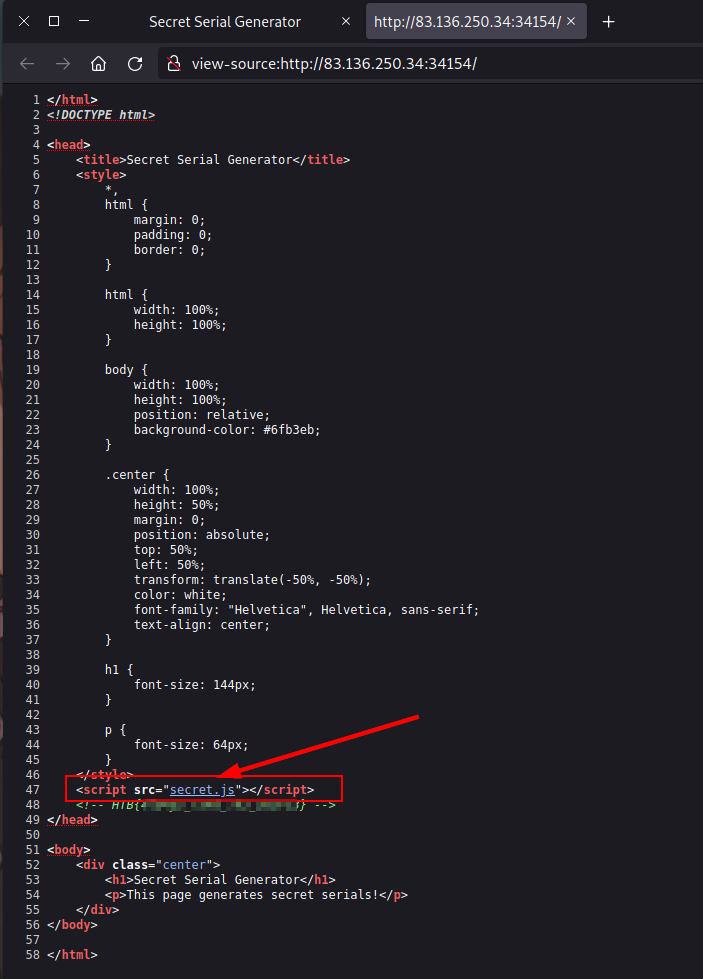 Secret Serial Generator
http://83.136.250.34:34154/
view-source:http://83.136.250.34:34154/
1 </html>
2 <!DOCTYPE html>
3
4 <head>
5     <title>Secret Serial Generator</title>
6     <style>
7         *,
8         html {
9             margin: 0;
10             padding: 0;
11             border: 0;
12         }
13
14         html {
15             width: 100%;
16             height: 100%;
17         }
18
19         body {
20             width: 100%;
21             height: 100%;
22             position: relative;
23             background-color: #6fb3eb;
24         }
25
26         .center {
27             width: 100%;
28             height: 50%;
29             margin: 0;
30             position: absolute;
31             top: 50%;
32             left: 50%;
33             transform: translate(-50%, -50%);
34             color: white;
35             font-family: "Helvetica", Helvetica, sans-serif;
36             text-align: center;
37         }
38
39         h1 {
40             font-size: 144px;
41         }
42
43         p {
44             font-size: 64px;
45         }
46     </style>
47     <script src="secret.js"></script>
48     <!-- HTB{ } -->
49 </head>
50
51 <body>
52     <div class="center">
53         <h1>Secret Serial Generator</h1>
54         <p>This page generates secret serials!</p>
55     </div>
56 </body>
57
58 </html>